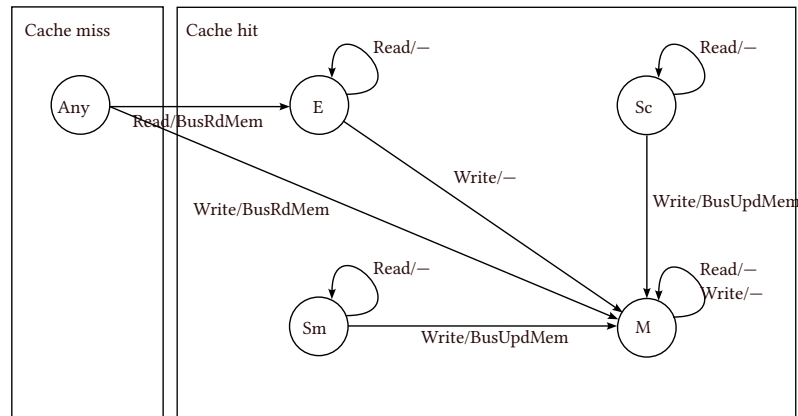 Cache miss
Cache hit
Read/—
Read/—
Any
E
Sc
Read/BusRdMem
Write/—
Write/BusRdMem
Write/BusUpdMem
Read/—
Read/—
Write/—
Sm
M
Write/BusUpdMem